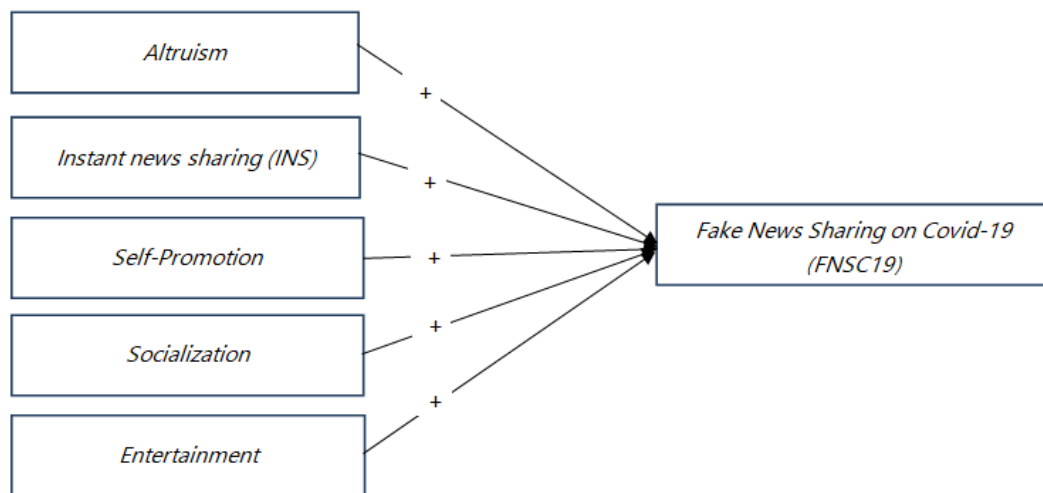 Altruism
+
Instant news sharing (INS)
+
Self-Promotion
+
Fake News Sharing on Covid-19
(FNSC19)
Socialization
+
Entertainment
+